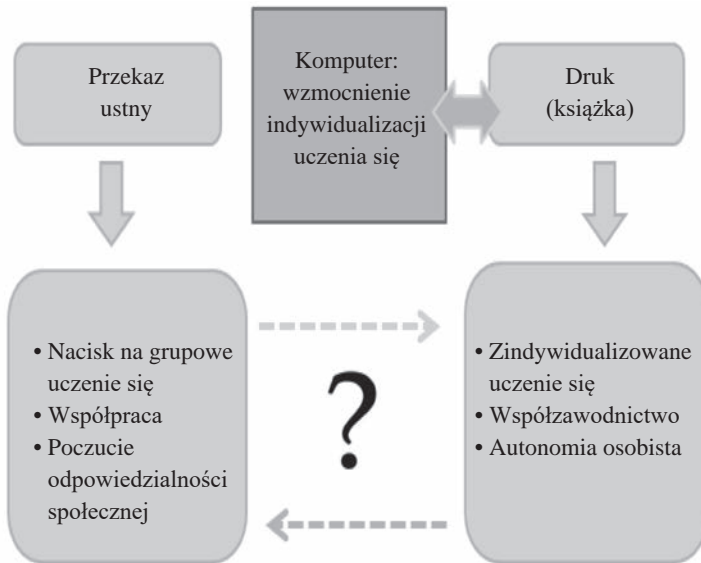 Przekaz
ustny
Komputer:
wzmocnienie
indywidualizacji
uczenia się
Druk
(książka)
• Nacisk na grupowe
uczenie się
• Współpraca
• Poczucie
odpowiedzialności
społecznej
?
• Zindywidualizowane
uczenie się
• Współzawodnictwo
• Autonomia osobista